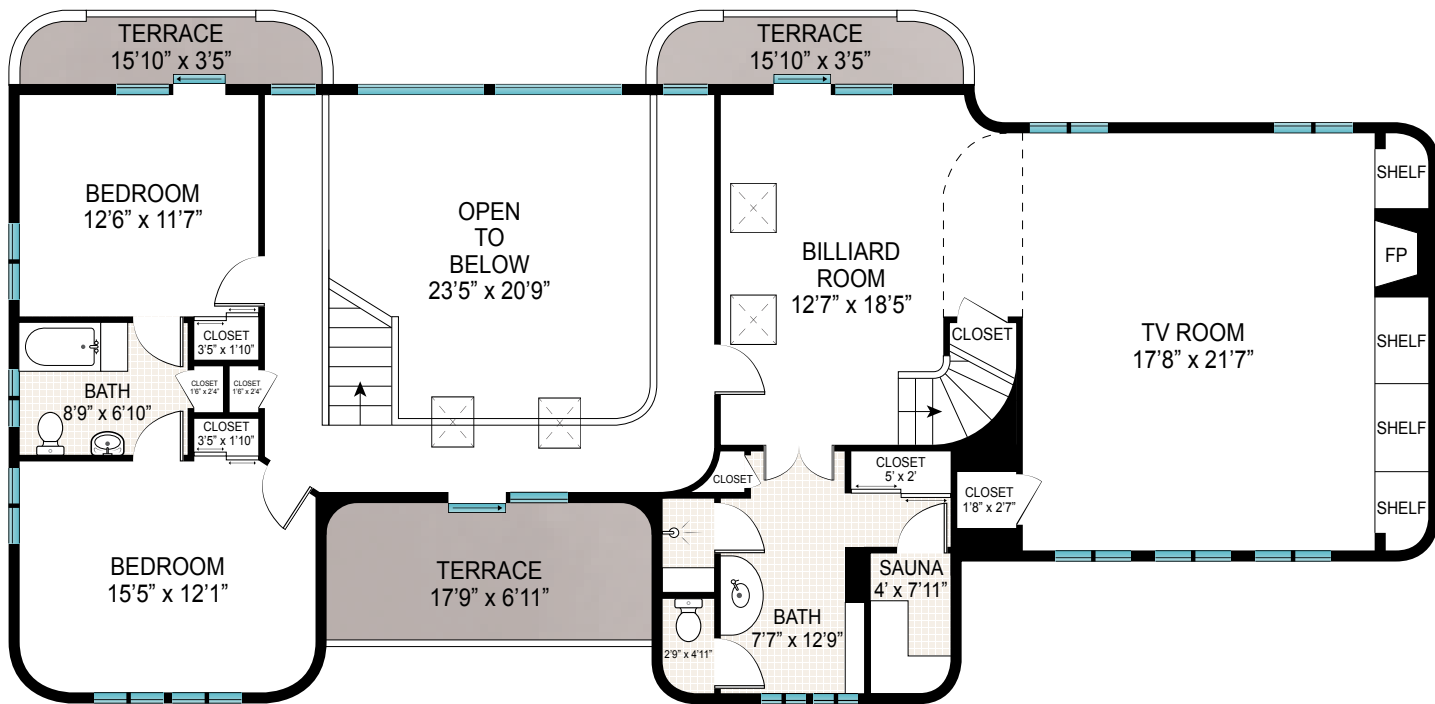 TERRACE
15'10” x 3'5”
TERRACE
15'10” x 3'5”
BEDROOM
12'6” x 11'7”
OPEN
TO
BELOW
23'5” x 20'9”
BILLIARD
ROOM
12'7” x 18'5”
TV ROOM
17'8” x 21'7”
SHELF
FP
SHELF
SHELF
SHELF
CLOSET
CLOSET
3'5” x 1'10”
CLOSET
1'6” x 2'4”
CLOSET
1'6” x 2'4”
BATH
8'9” x 6'10”
CLOSET
3'5” x 1'10”
BEDROOM
15'5” x 12'1”
TERRACE
17'9” x 6'11”
CLOSET
CLOSET
5' x 2'
CLOSET
1'8” x 2'7”
SAUNA
4' x 7'11”
BATH
7'7” x 12'9”
2'9” x 4'11”